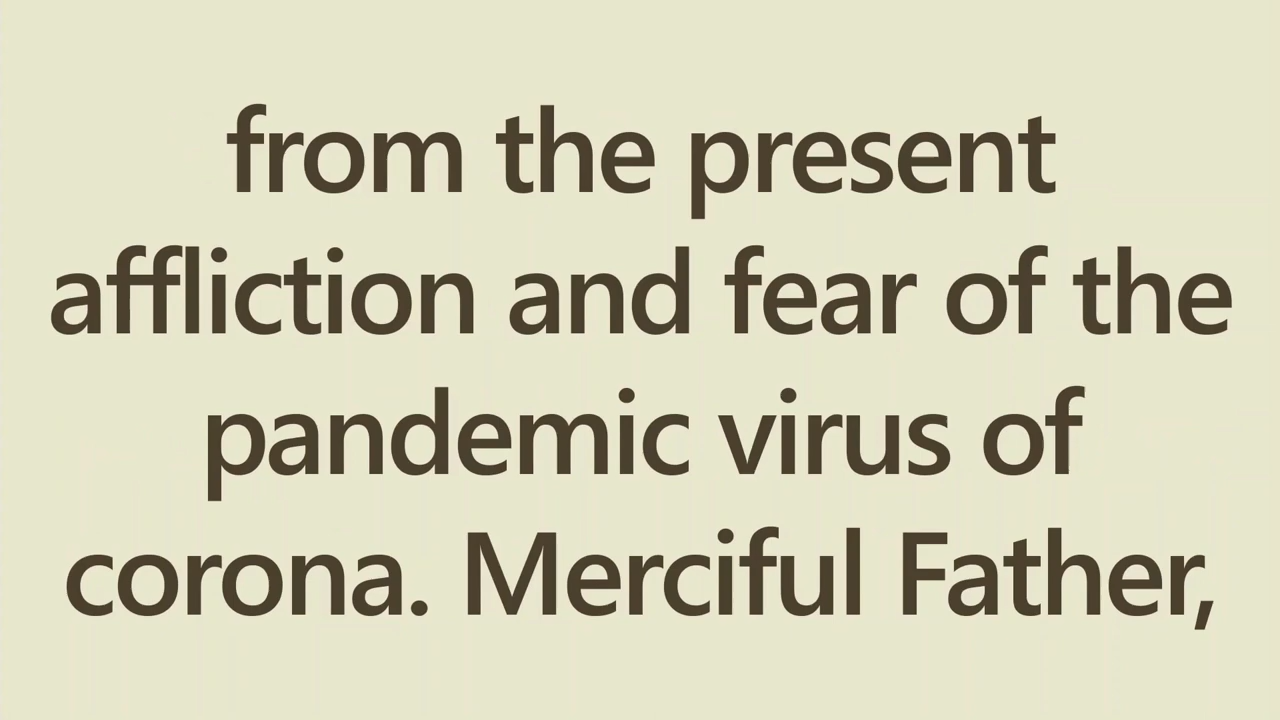 from the present
affliction and fear of the
pandemic virus of
corona. Merciful Father,